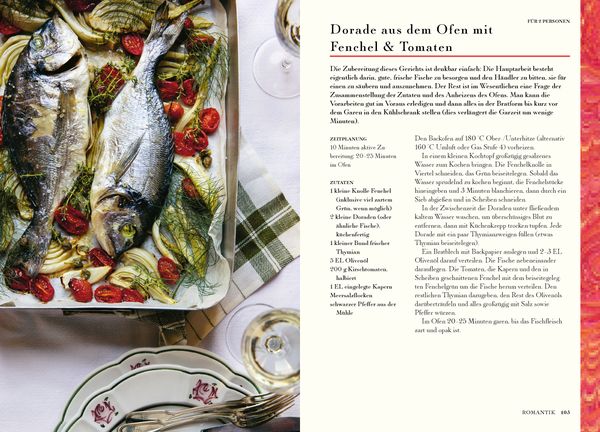 FÜR 2 PERSONEN
Dorade aus dem Ofen mit
Fenchel & Tomaten
Die Zubereitung dieses Gerichts ist denkbar einfach: Die Hauptarbeit besteht
eigentlich darin, gute, frische Fische zu besorgen und den Händler zu bitten, sie für
einen zu säubern und auszunehmen. Der Rest ist im Wesentlichen eine Frage der
Zusammenstellung der Zutaten und des Anheizens des Ofens. Man kann die
Vorarbeiten gut im Voraus erledigen und dann alles in der Bratform bis kurz vor
dem Garen in den Kühlschrank stellen (dies verlängert die Garzeit um wenige
Minuten).
ZEITPLANUNG
10 Minuten aktive Zu
bereitung; 20–25 Minuten
im Ofen
ZUTATEN
1 kleine Knolle Fenchel
(inklusive viel zartem
Grün, wenn möglich)
2 kleine Doraden (oder
ähnliche Fische),
küchenfertig
1 kleiner Bund frischer
Thymian
5 EL Olivenöl
200 g Kirschtomaten,
halbiert
1 EL eingelegte Kapern
Meersalzflocken
schwarzer Pfeffer aus der
Mühle
Den Backofen auf 180 °C Ober-/Unterhitze (alternativ
160 °C Umluft oder Gas Stufe 4) vorheizen.
In einem kleinen Kochtopf großzügig gesalzenes
Wasser zum Kochen bringen. Die Fenchelknolle in
Viertel schneiden, das Grün beiseitelegen. Sobald das
Wasser sprudelnd zu kochen beginnt, die Fenchelstücke
hineingeben und 3 Minuten blanchieren, dann durch ein
Sieb abgießen und in Scheiben schneiden.
In der Zwischenzeit die Doraden unter fließendem
kaltem Wasser waschen, um überschüssiges Blut zu
entfernen, dann mit Küchenkrepp trocken tupfen. Jede
Dorade mit ein paar Thymianzweigen füllen (etwas
Thymian beiseitelegen).
Ein Bratblech mit Backpapier auslegen und 2–3 EL
Olivenöl darauf verteilen. Die Fische nebeneinander
darauflegen. Die Tomaten, die Kapern und den in
Scheiben geschnittenen Fenchel mit dem beiseitegeleg
ten Fenchelgrün um die Fische herum verteilen. Den
restlichen Thymian dazugeben, den Rest des Olivenöls
darüberträufeln und alles großzügig mit Salz sowie
Pfeffer würzen.
Im Ofen 20–25 Minuten garen, bis das Fischfleisch
zart und opak ist.
ROMANTIK 105